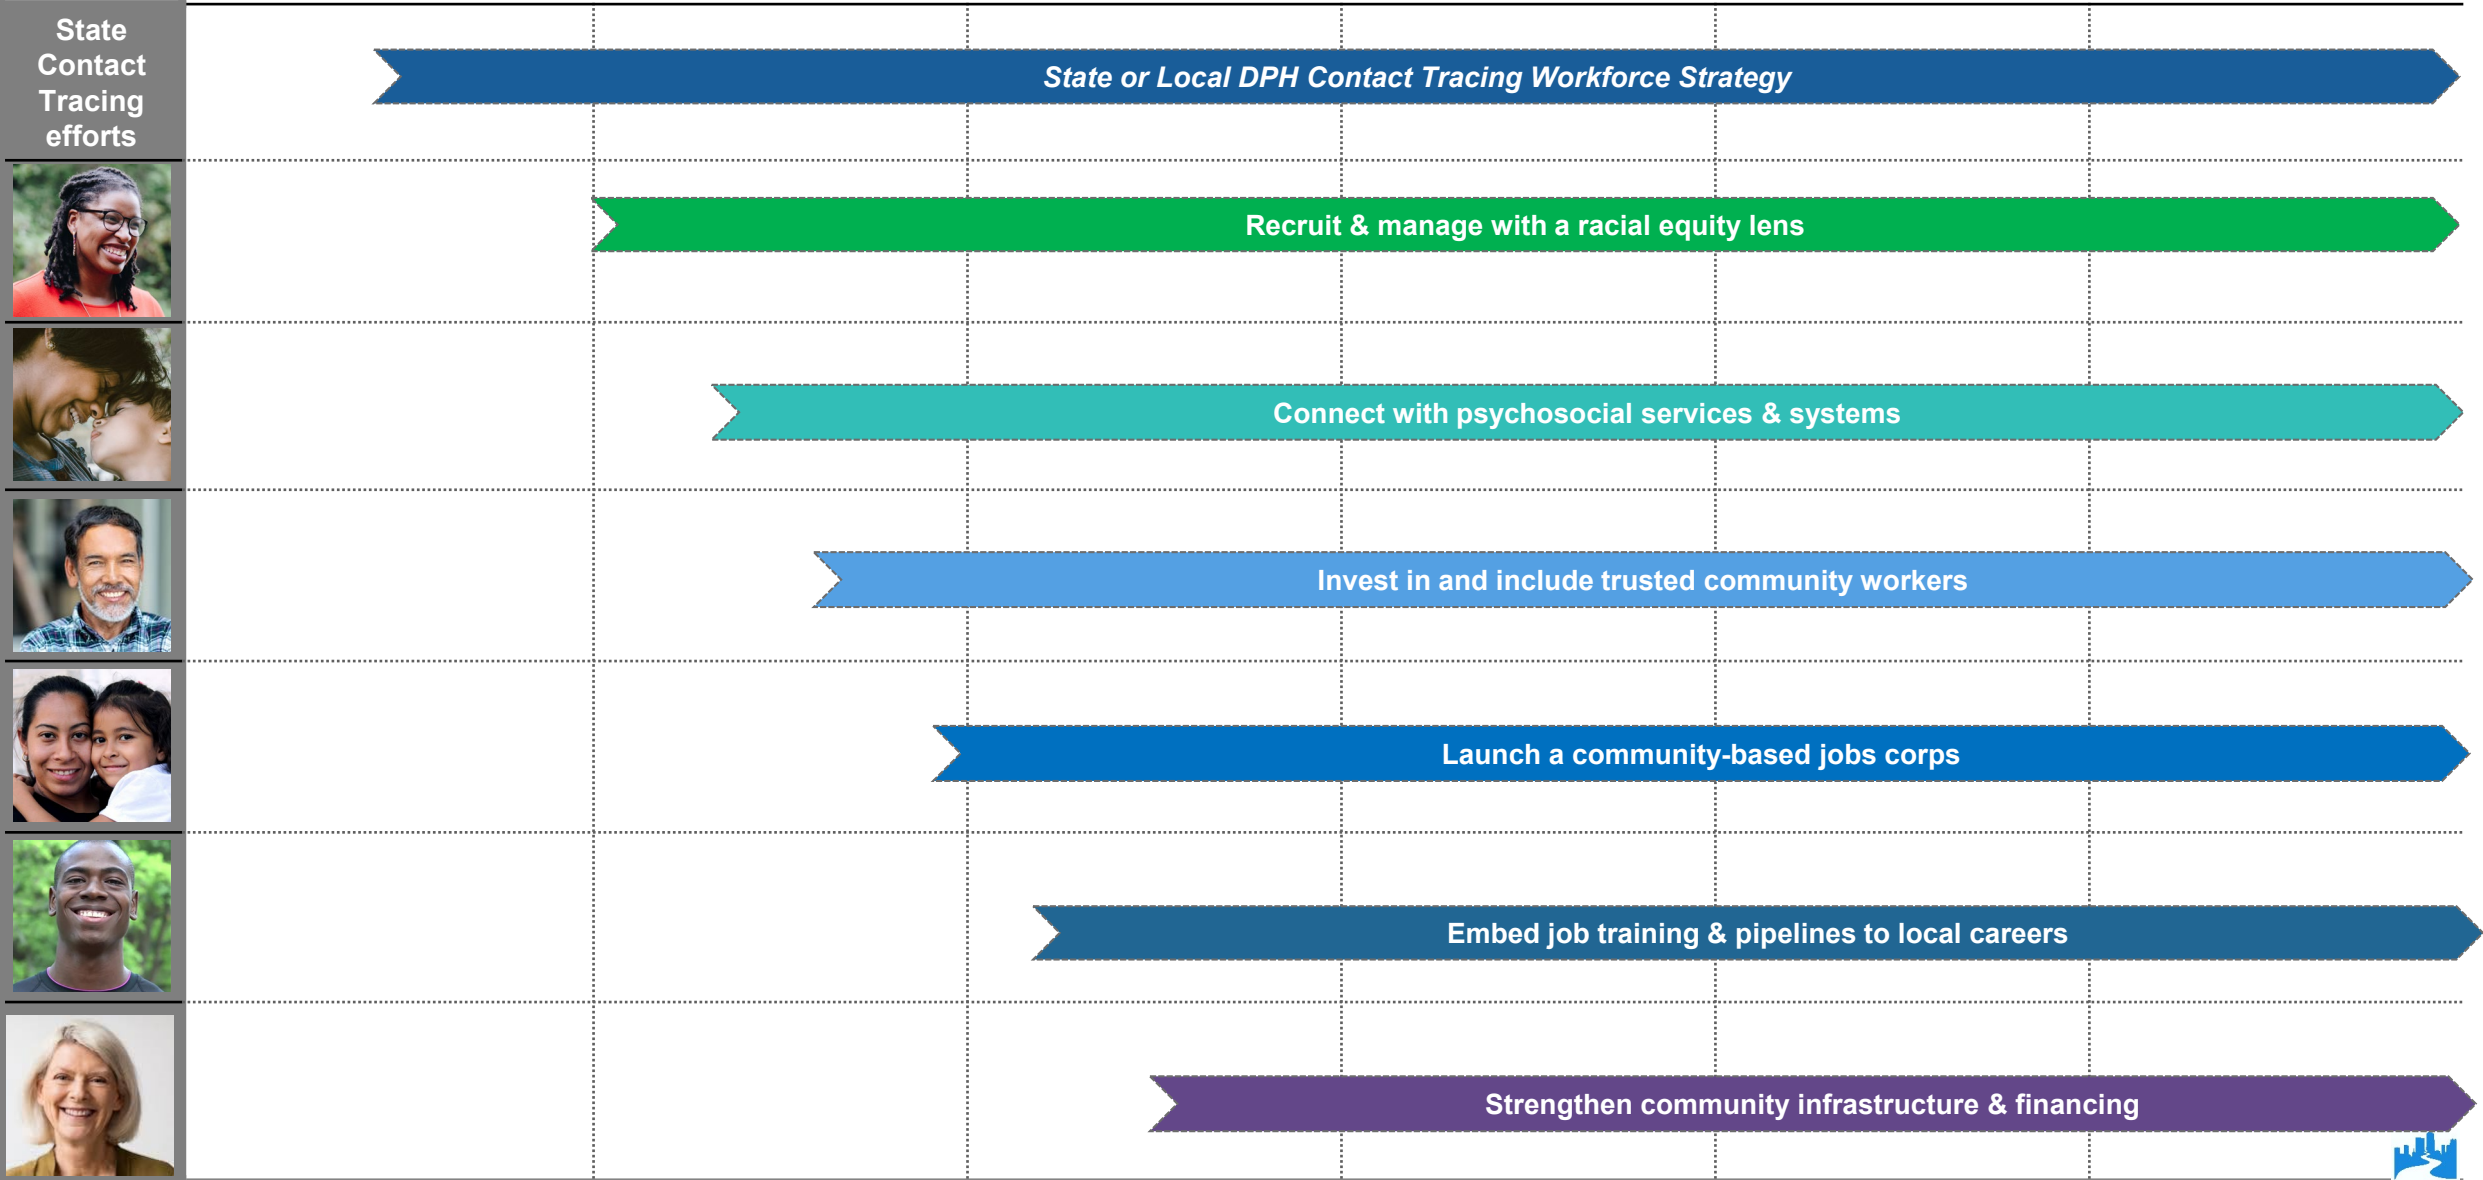 State
Contact
Tracing
efforts
State or Local DPH Contact Tracing Workforce Strategy
Recruit & manage with a racial equity lens
Connect with psychosocial services & systems
Invest in and include trusted community workers
Launch a community-based jobs corps
Embed job training & pipelines to local careers
Strengthen community infrastructure & financing